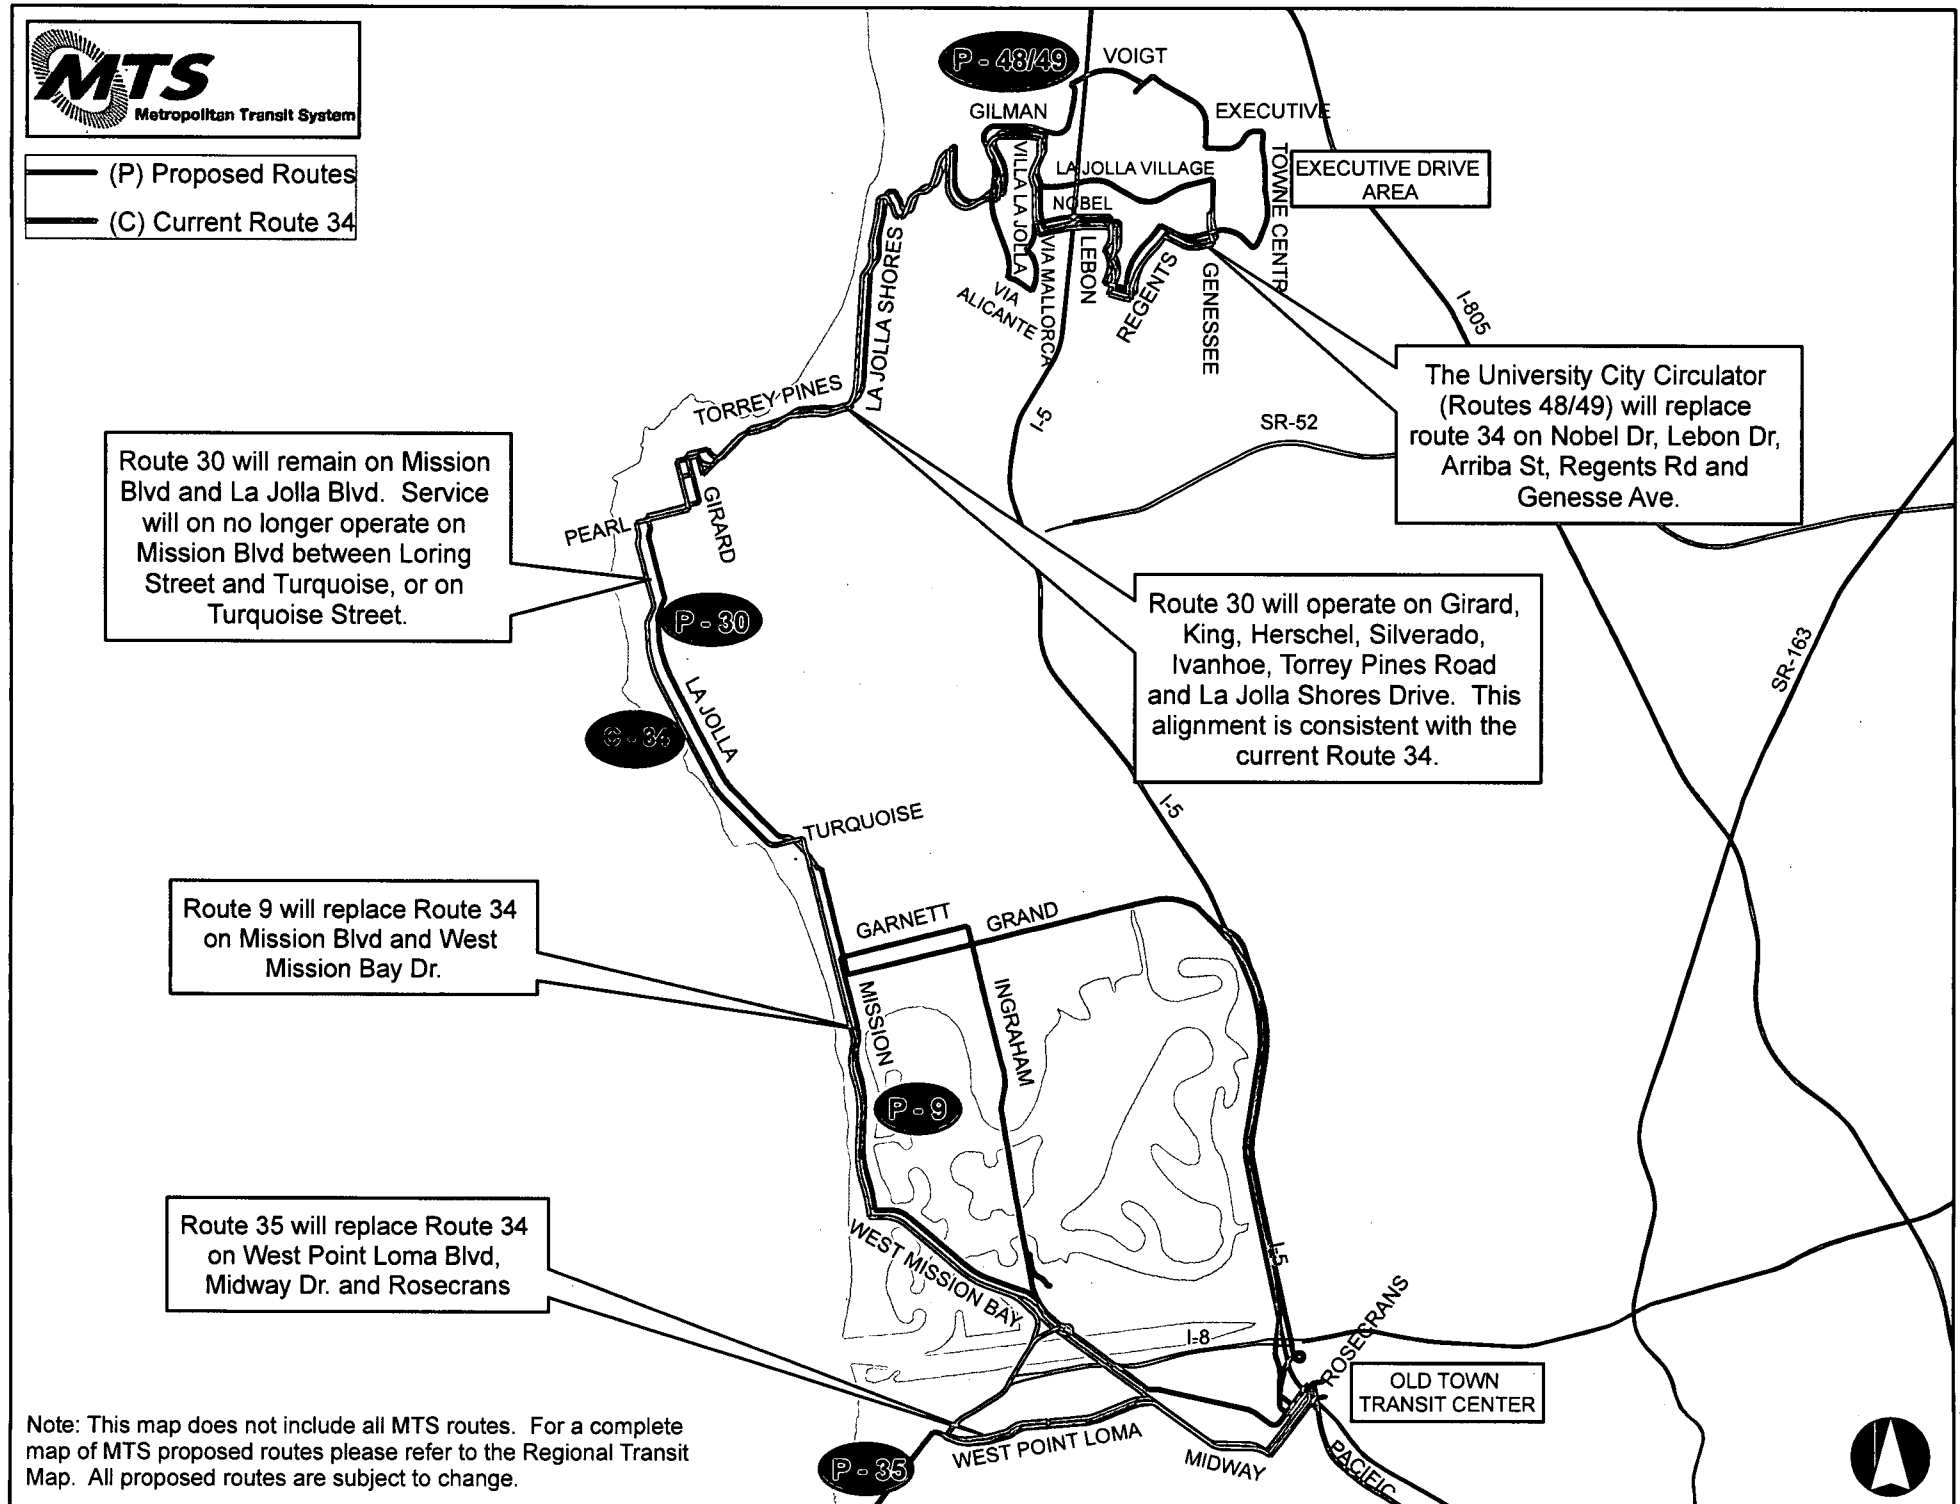 MTS
Metropolitan Transit System
(P) Proposed Routes
(C) Current Route 34
P - 48/49
VOIGT
GILMAN
EXECUTIVE
VILLA LA JOLLA
LA JOLLA VILLAGE
TOWNE CENTR
EXECUTIVE DRIVE
AREA
NOBEL
LA JOLLA SHORES
VIA
ALICANTE
VIA MALLORCA
LEBON
REGENTS
GENESSEE
I-805
TORREY PINES
I-5
SR-52
The University City Circulator
(Routes 48/49) will replace
route 34 on Nobel Dr, Lebon Dr,
Arriba St, Regents Rd and
Genesse Ave.
Route 30 will remain on Mission
Blvd and La Jolla Blvd. Service
will on no longer operate on
Mission Blvd between Loring
Street and Turquoise, or on
Turquoise Street.
PEARL
GIRARD
P - 30
Route 30 will operate on Girard,
King, Herschel, Silverado,
Ivanhoe, Torrey Pines Road
and La Jolla Shores Drive. This
alignment is consistent with the
current Route 34.
SR-163
LA JOLLA
C - 34
I-5
TURQUOISE
Route 9 will replace Route 34
on Mission Blvd and West
Mission Bay Dr.
GARNETT
GRAND
MISSION
INGRAHAM
P - 9
Route 35 will replace Route 34
on West Point Loma Blvd,
Midway Dr. and Rosecrans
WEST MISSION BAY
I-5
I-8
ROSECRANS
OLD TOWN
TRANSIT CENTER
Note: This map does not include all MTS routes. For a complete
map of MTS proposed routes please refer to the Regional Transit
Map. All proposed routes are subject to change.
P - 35
WEST POINT LOMA
MIDWAY
PACIFIC